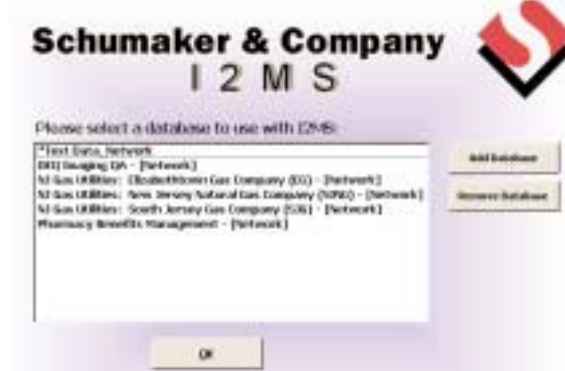 Schumaker & Company
I2MS
Please select a database to use with I2MS:
*Test Data_Network
Imaging QA - [Network]
NJ Gas Utilities: Elizabethtown Gas Company (EG) - [Network]
NJ Gas Utilities: New Jersey Natural Gas Company (NJNG) - [Network]
NJ Gas Utilities: South Jersey Gas Company (SJG) - [Network]
Pharmacy Benefits Management - [Network]
Add Database
Remove Database
OK